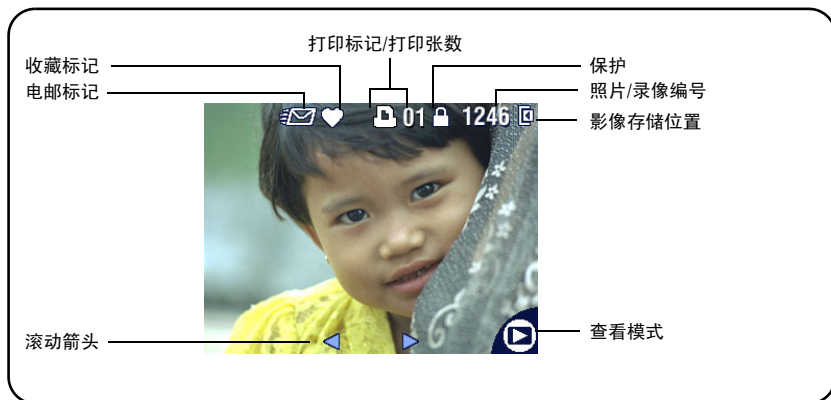 打印标记/打印张数
收藏标记
保护
电邮标记
照片/录像编号
01 1246
影像存储位置
滚动箭头
查看模式